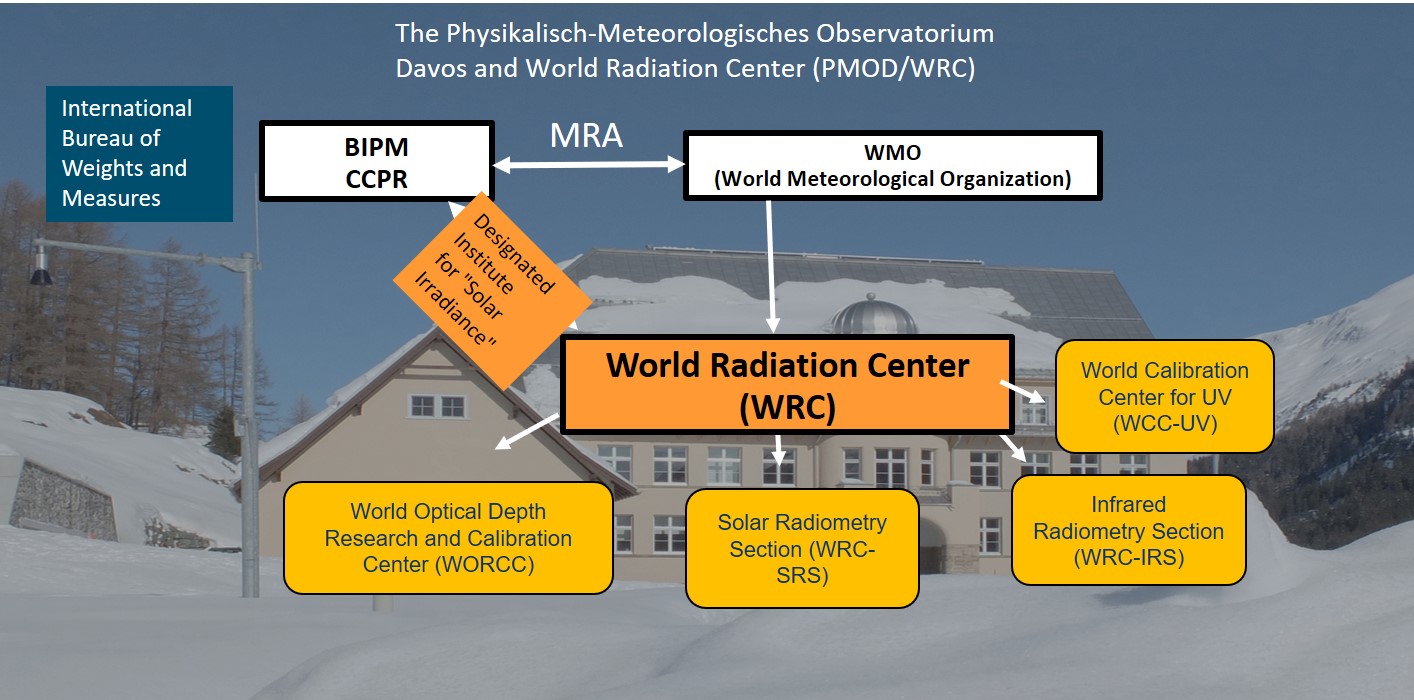 The Physikalisch-Meteorologisches Observatorium
Davos and World Radiation Center (PMOD/WRC)
International
Bureau of
Weights and
Measures
BIPM
CCPR
MRA
WMO
(World Meteorological Organization)
Designated
Institute
for "Solar
Irradiance"
World Radiation Center
(WRC)
World Calibration
Center for UV
(WCC-UV)
World Optical Depth
Research and Calibration
Center (WORCC)
Solar Radiometry
Section (WRC-
SRS)
Infrared
Radiometry Section
(WRC-IRS)